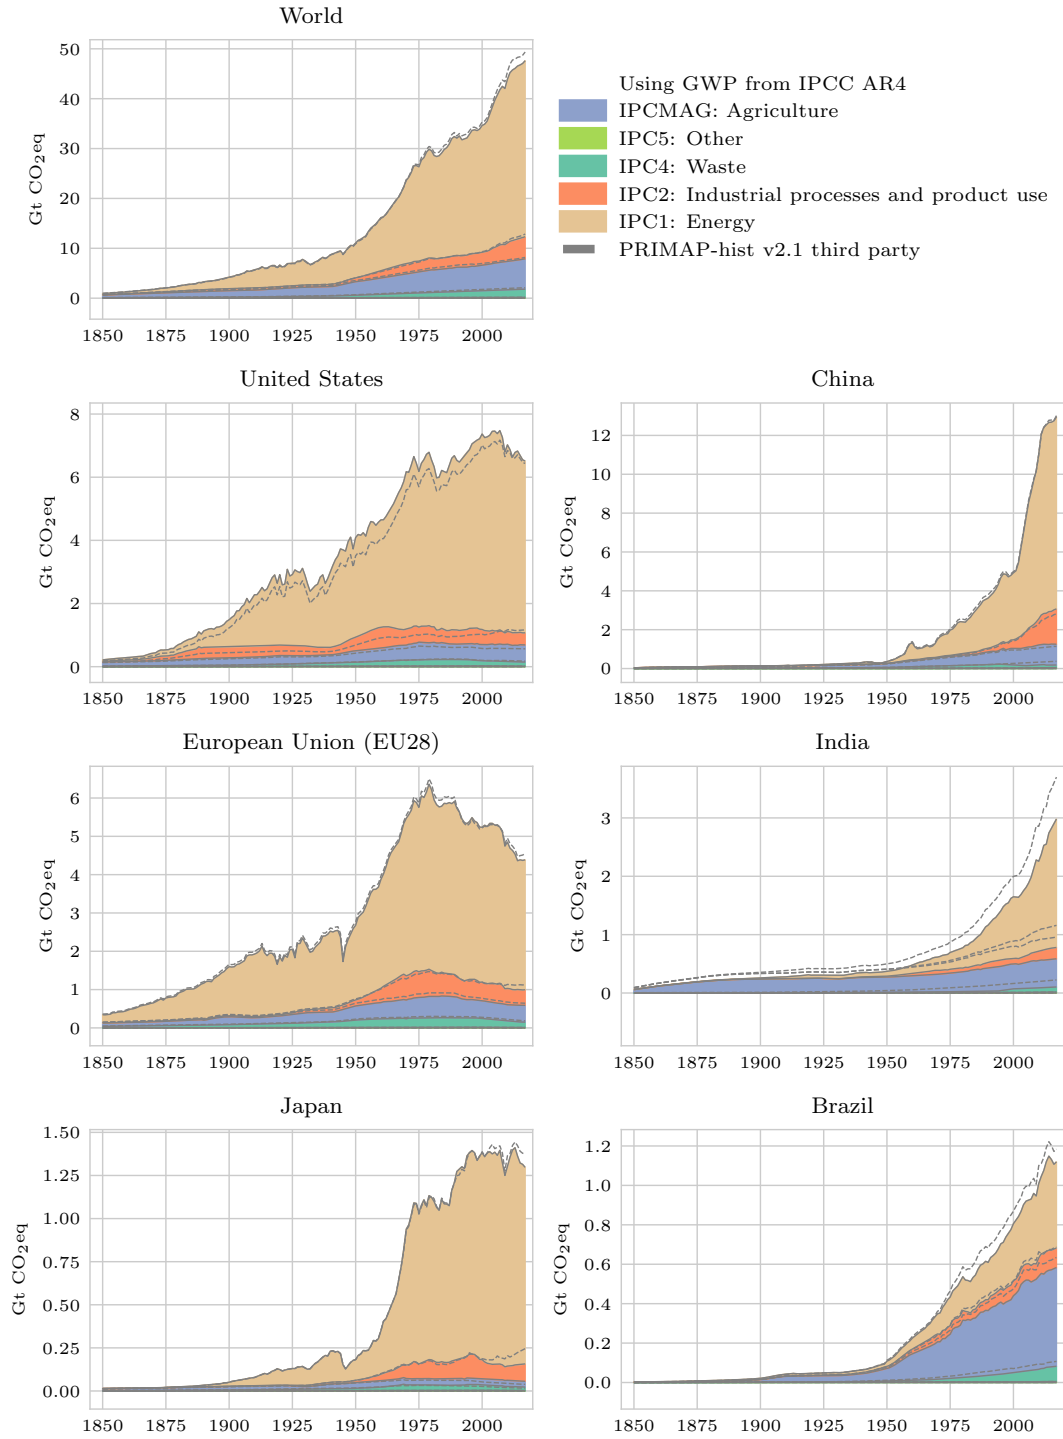 World
Gt CO2eq
50
40
30
20
10
0
1850 1875 1900 1925 1950 1975 2000
Using GWP from IPCC AR4
IPCMAG: Agriculture
IPC5: Other
IPC4: Waste
IPC2: Industrial processes and product use
IPC1: Energy
PRIMAP-hist v2.1 third party
United States
Gt CO2eq
8
6
4
2
0
1850 1875 1900 1925 1950 1975 2000
China
Gt CO2eq
12
10
8
6
4
2
0
1850 1875 1900 1925 1950 1975 2000
European Union (EU28)
Gt CO2eq
6
5
4
3
2
1
0
1850 1875 1900 1925 1950 1975 2000
India
Gt CO2eq
3
2
1
0
1850 1875 1900 1925 1950 1975 2000
Japan
Gt CO2eq
1.50
1.25
1.00
0.75
0.50
0.25
0.00
1850 1875 1900 1925 1950 1975 2000
Brazil
Gt CO2eq
1.2
1.0
0.8
0.6
0.4
0.2
0.0
1850 1875 1900 1925 1950 1975 2000